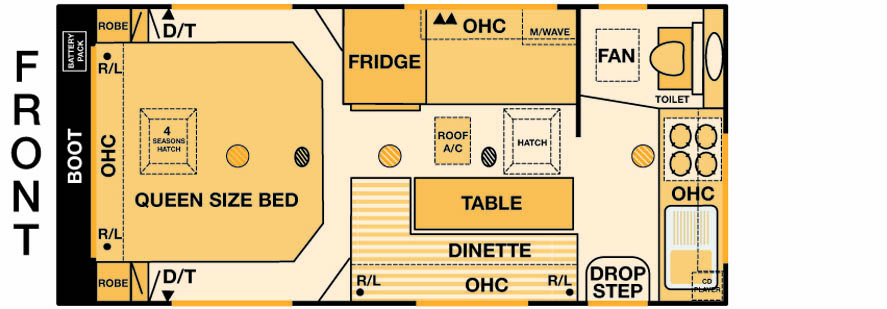 FRONT
BOOT
BATTERY
PACK
ROBE
D/T
R/L
OHC
4
SEASONS
HATCH
QUEEN SIZE BED
R/L
ROBE
D/T
FRIDGE
OHC
M/WAVE
ROOF
A/C
HATCH
TABLE
DINETTE
R/L
OHC
R/L
FAN
TOILET
OHC
DROP
STEP
CD
PLAYER